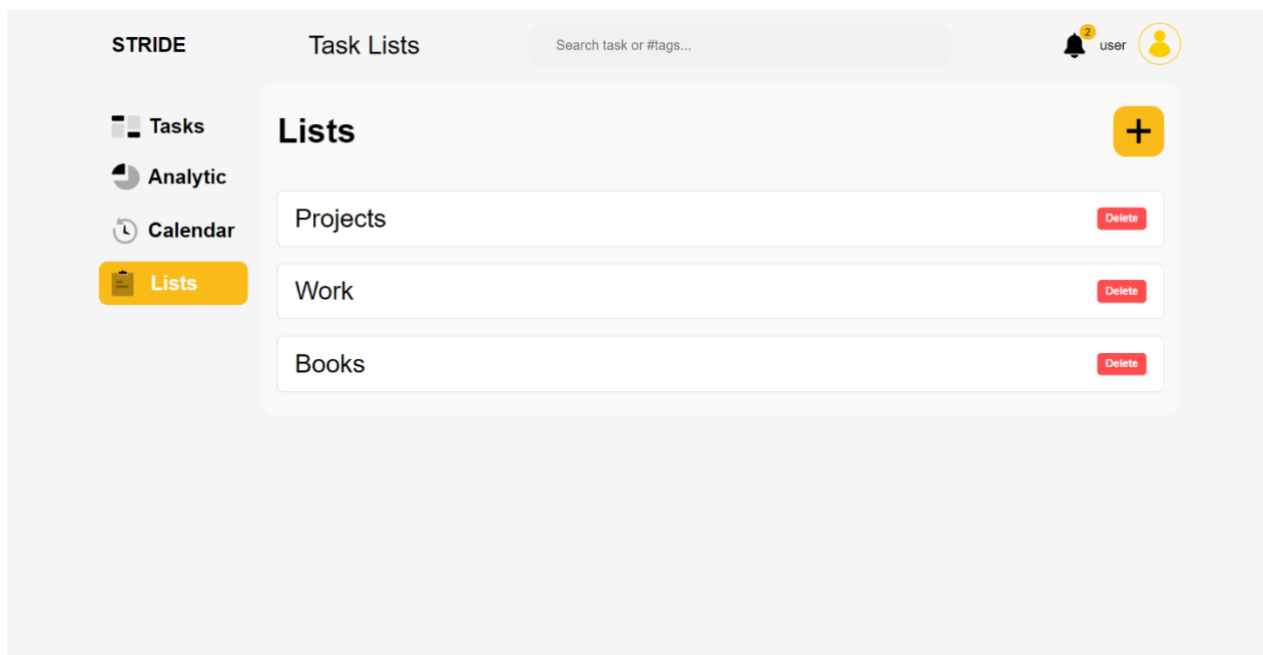 STRIDE
Task Lists
Search task or #tags...
2
user
Tasks
Analytic
Calendar
Lists
Lists
Projects
Delete
Work
Delete
Books
Delete